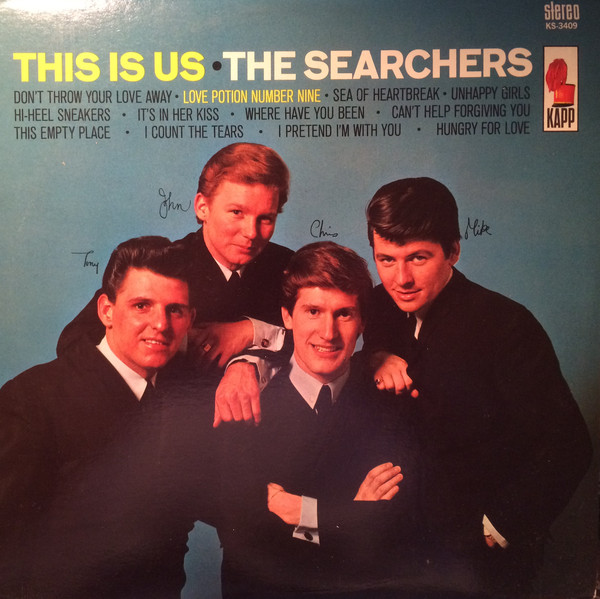 stereo
KS-3409
THIS IS US • THE SEARCHERS
DON'T THROW YOUR LOVE AWAY • LOVE POTION NUMBER NINE • SEA OF HEARTBREAK • UNHAPPY GIRLS
HI-HEEL SNEAKERS • IT'S IN HER KISS • WHERE HAVE YOU BEEN • CAN'T HELP FORGIVING YOU
THIS EMPTY PLACE • I COUNT THE TEARS • I PRETEND I'M WITH YOU • HUNGRY FOR LOVE
KAPP
John
Chris
Mike
Tony